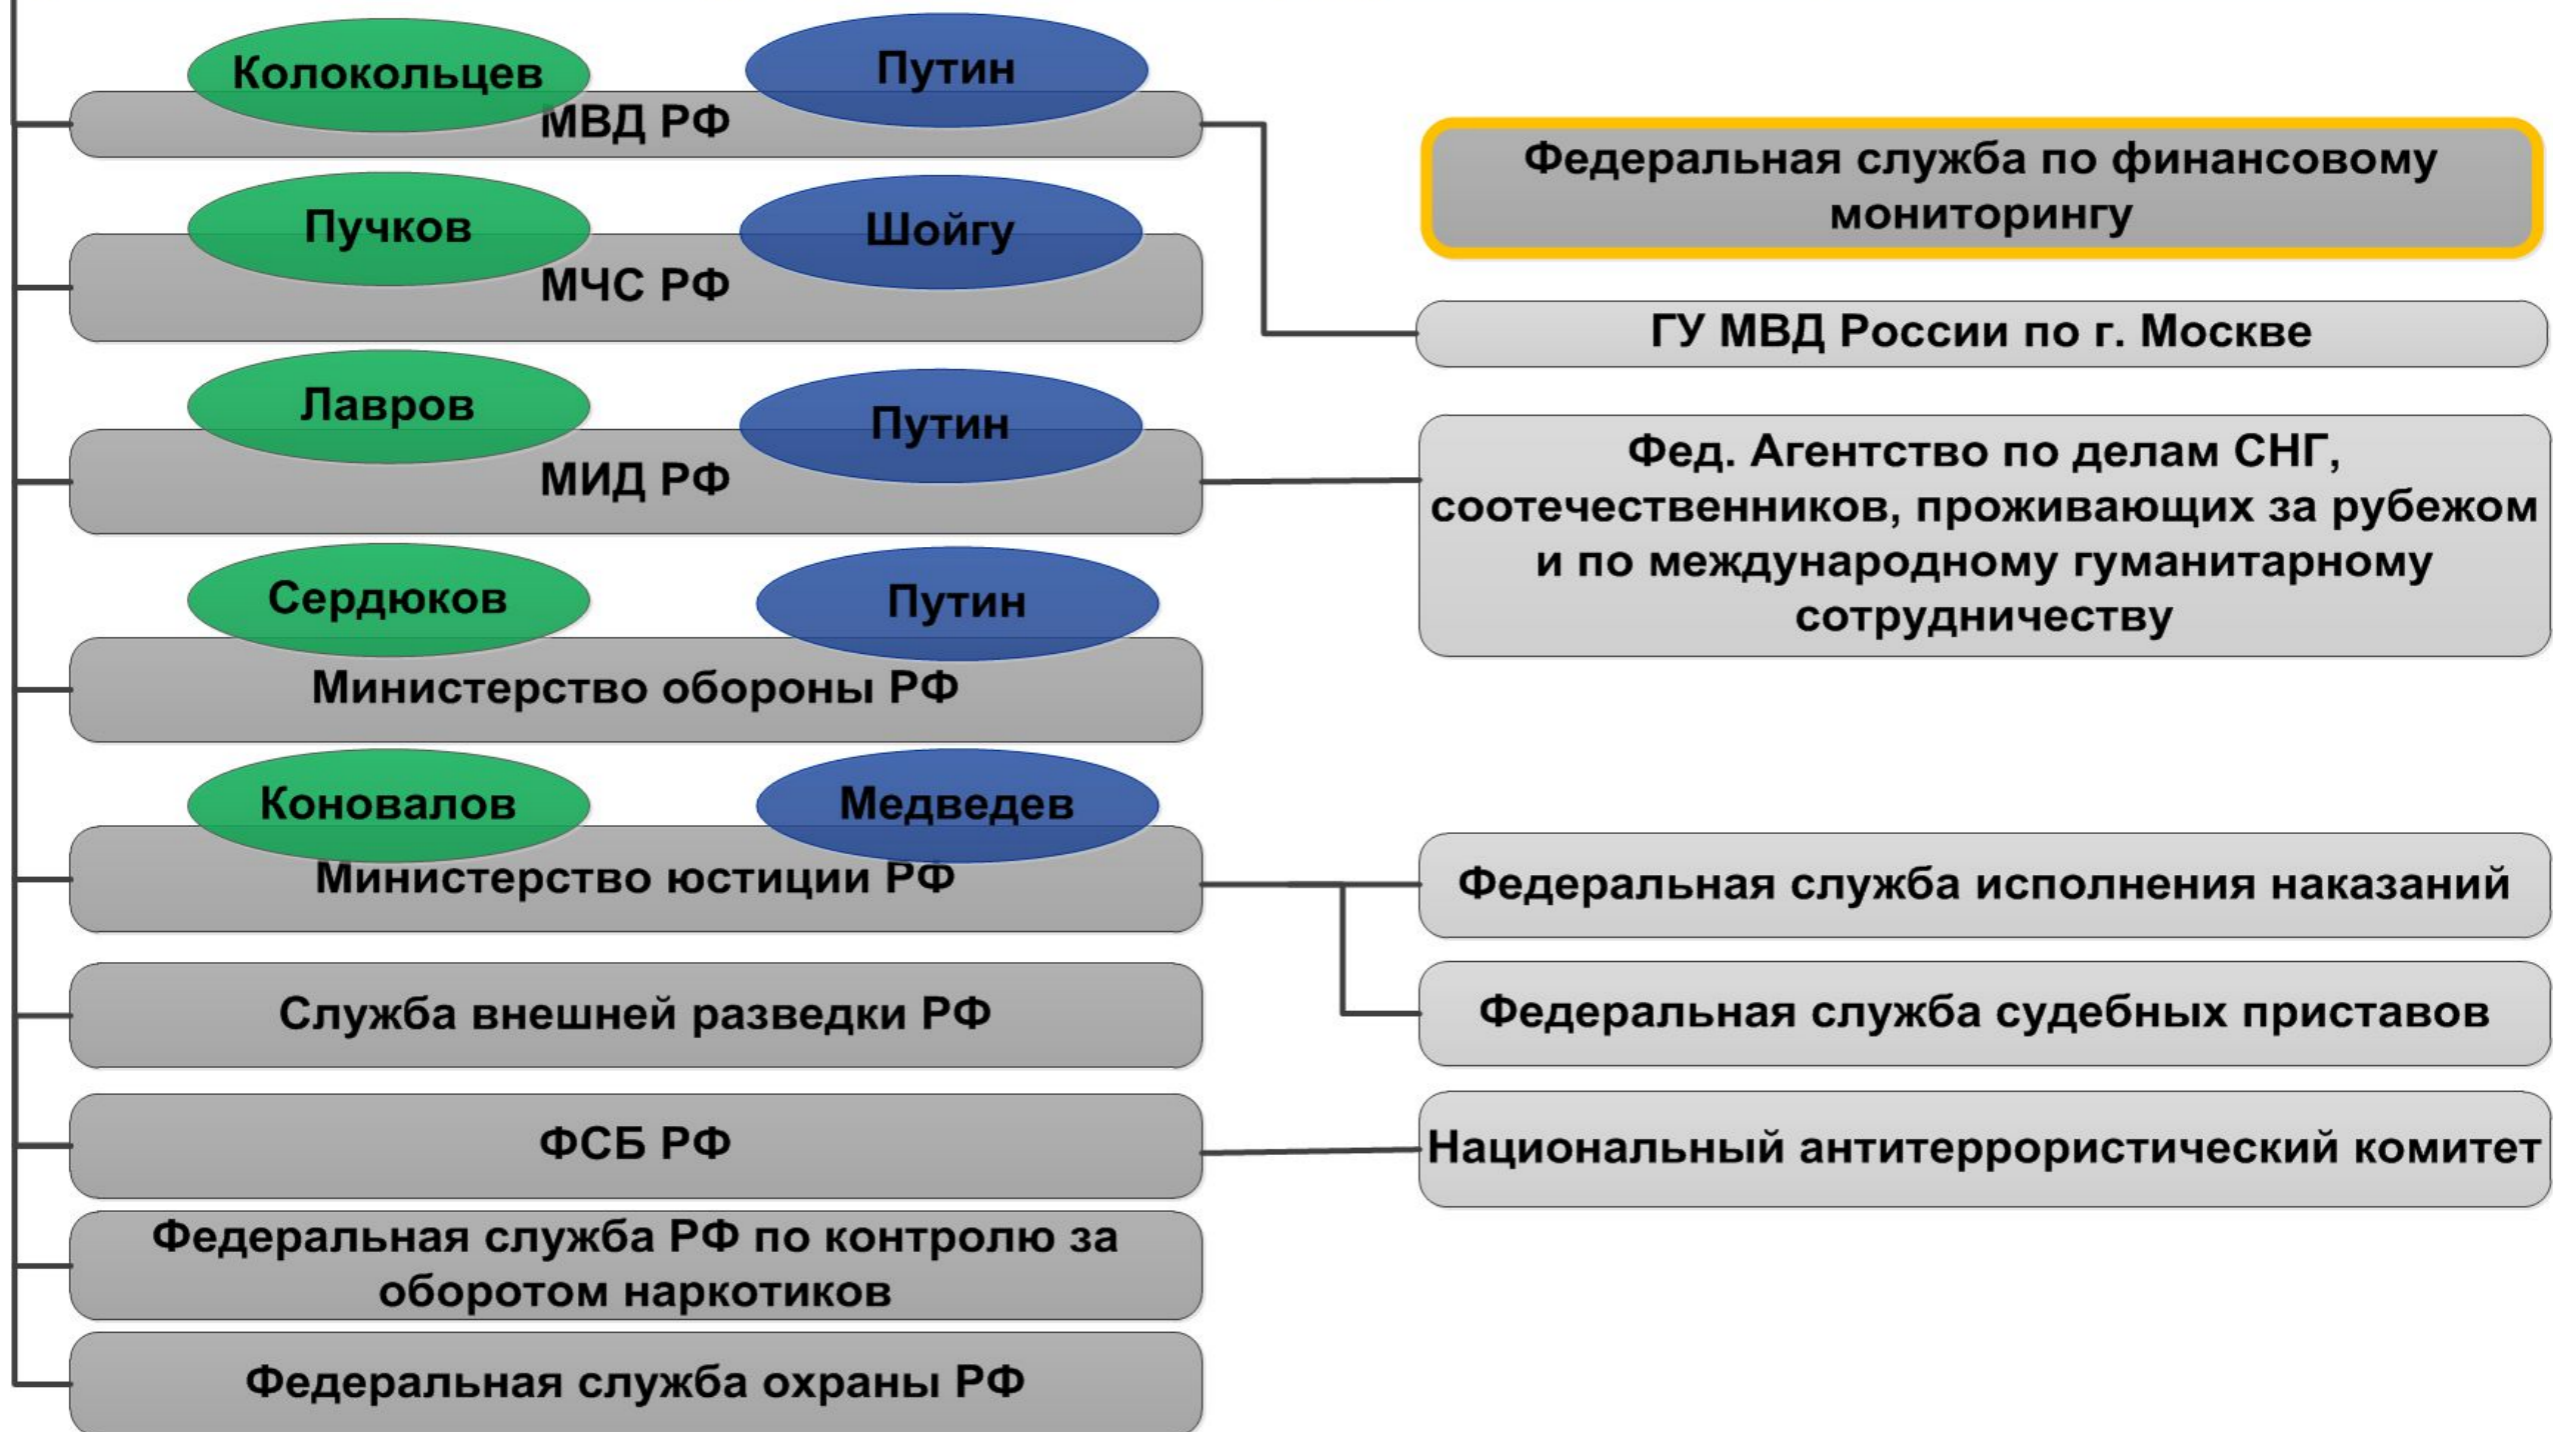 Колокольцев
Путин
МВД РФ
Федеральная служба по финансовому
мониторингу
Пучков
Шойгу
МЧС РФ
ГУ МВД России по г. Москве
Лавров
Путин
МИД РФ
Фед. Агентство по делам СНГ,
соотечественников, проживающих за рубежом
и по международному гуманитарному
сотрудничеству
Сердюков
Путин
Министерство обороны РФ
Коновалов
Медведев
Министерство юстиции РФ
Федеральная служба исполнения наказаний
Служба внешней разведки РФ
Федеральная служба судебных приставов
ФСБ РФ
Национальный антитеррористический комитет
Федеральная служба РФ по контролю за
оборотом наркотиков
Федеральная служба охраны РФ